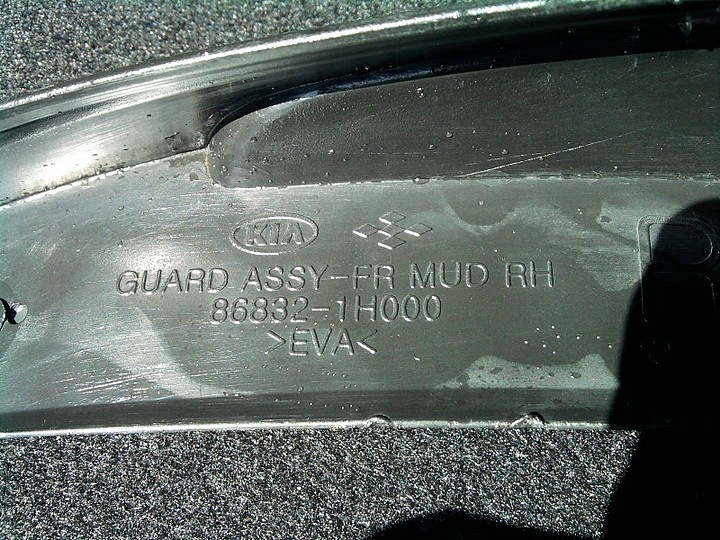 KIA
GUARD ASSY-FR MUD RH
86832-1H000
>EVA<